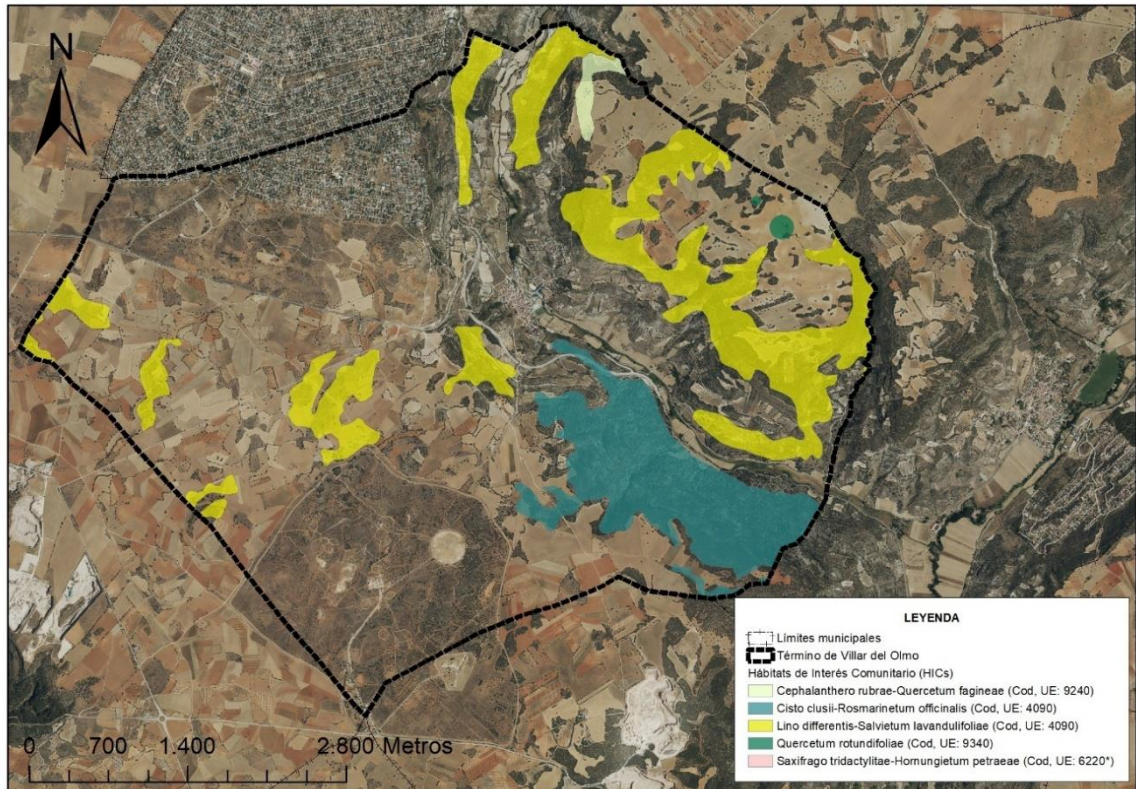 N
0 700 1.400 2.800 Metros
LEYENDA
Límites municipales
Término de Villar del Olmo
Hábitats de Interés Comunitario (HICs)
Cephalanthero rubrae-Quercetum fagineae (Cod, UE: 9240)
Cisto clusii-Rosmarinetum officinalis (Cod, UE: 4090)
Lino differentis-Salvietum lavandulifoliae (Cod, UE: 4090)
Quercetum rotundifoliae (Cod, UE: 9340)
Saxifrago tridactylitae-Hornungietum petraeae (Cod, UE: 6220*)